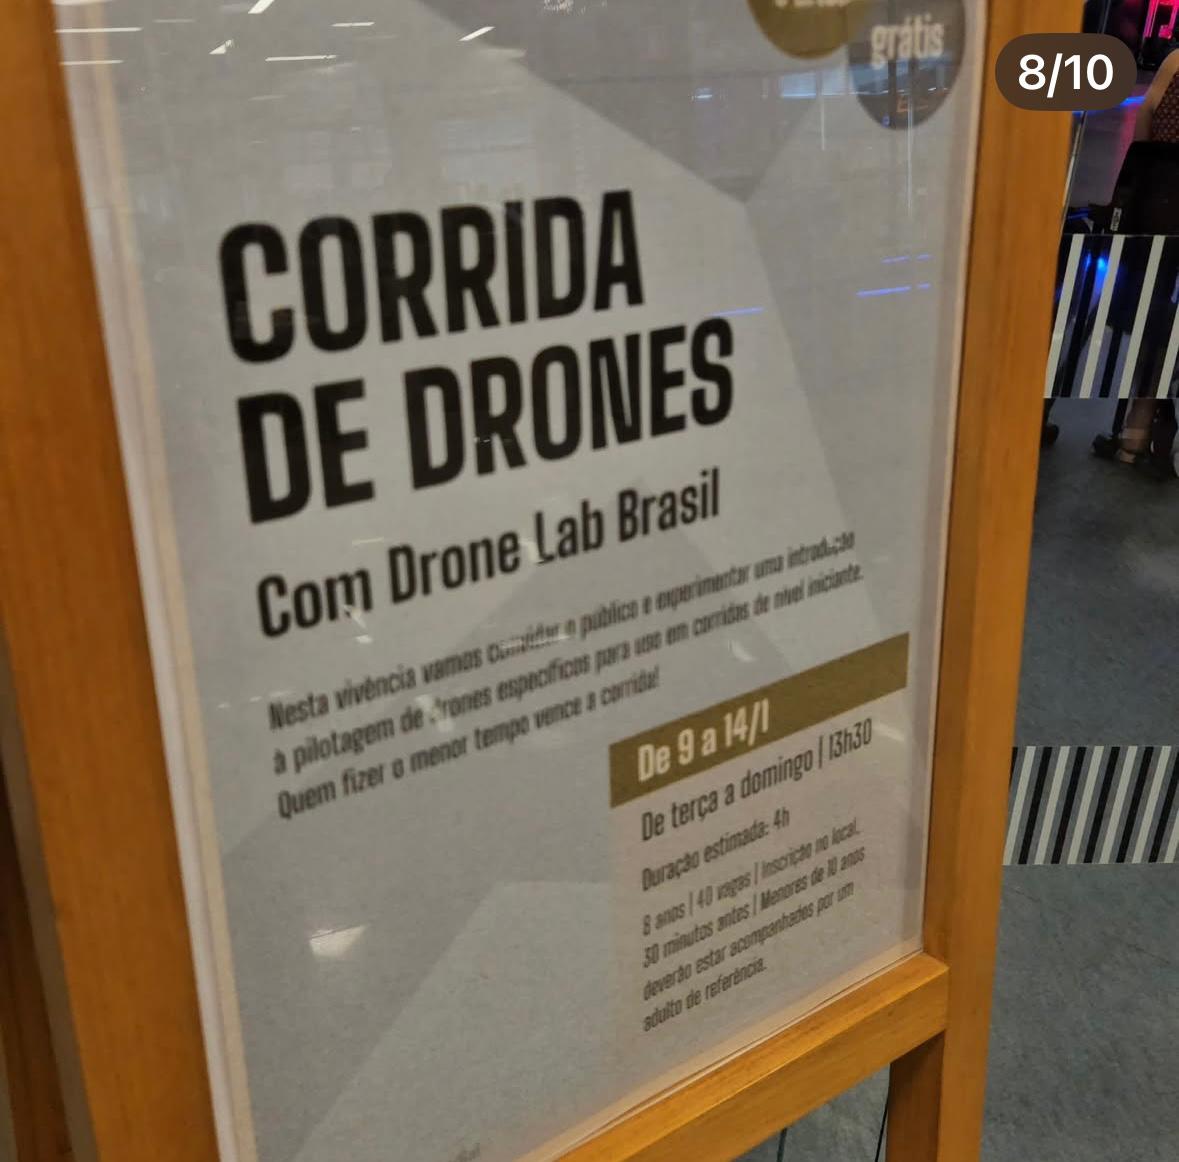 grátis
8/10
CORRIDA
DE DRONES
Com Drone Lab Brasil
Nesta vivência vamos convidar o público e experimentar uma introdução
à pilotagem de drones específicos para uso em corridas de nível iniciante.
Quem fizer o menor tempo vence a corrida!
De 9 a 14/1
De terça a domingo | 13h30
Duração estimada: 4h
8 anos | 40 vagas | Inscrição no local,
30 minutos antes | Menores de 10 anos
deverão estar acompanhados por um
adulto de referência.